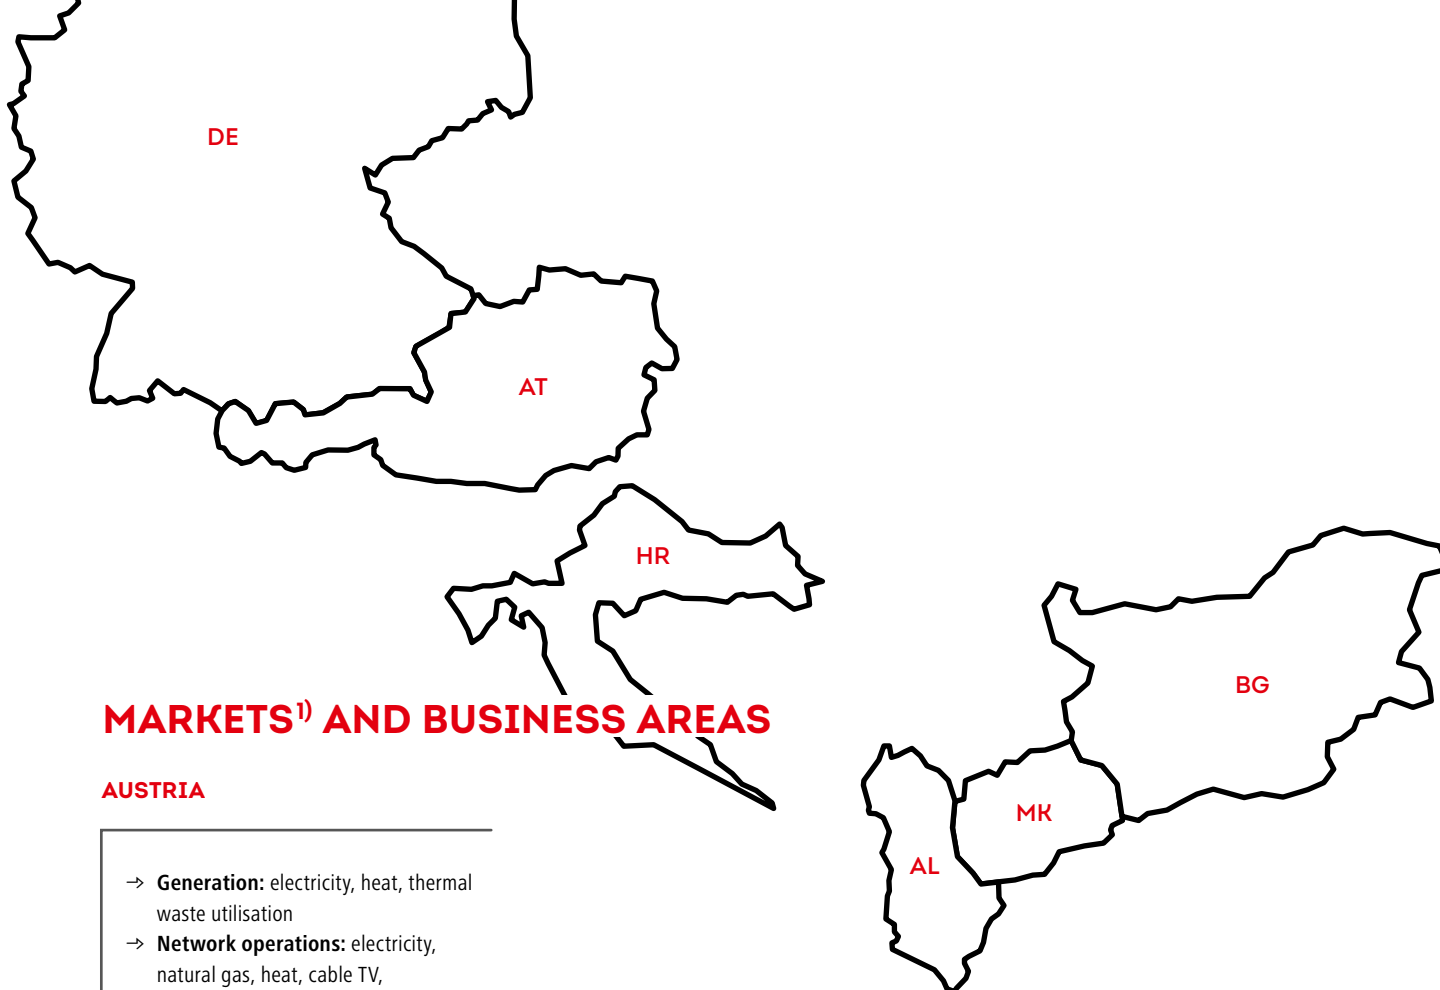 DE
AT
HR
BG
MARKETS¹⁾ AND BUSINESS AREAS
AUSTRIA
MK
AL
→ Generation: electricity, heat, thermal
waste utilisation
→ Network operations: electricity,
natural gas, heat, cable TV,